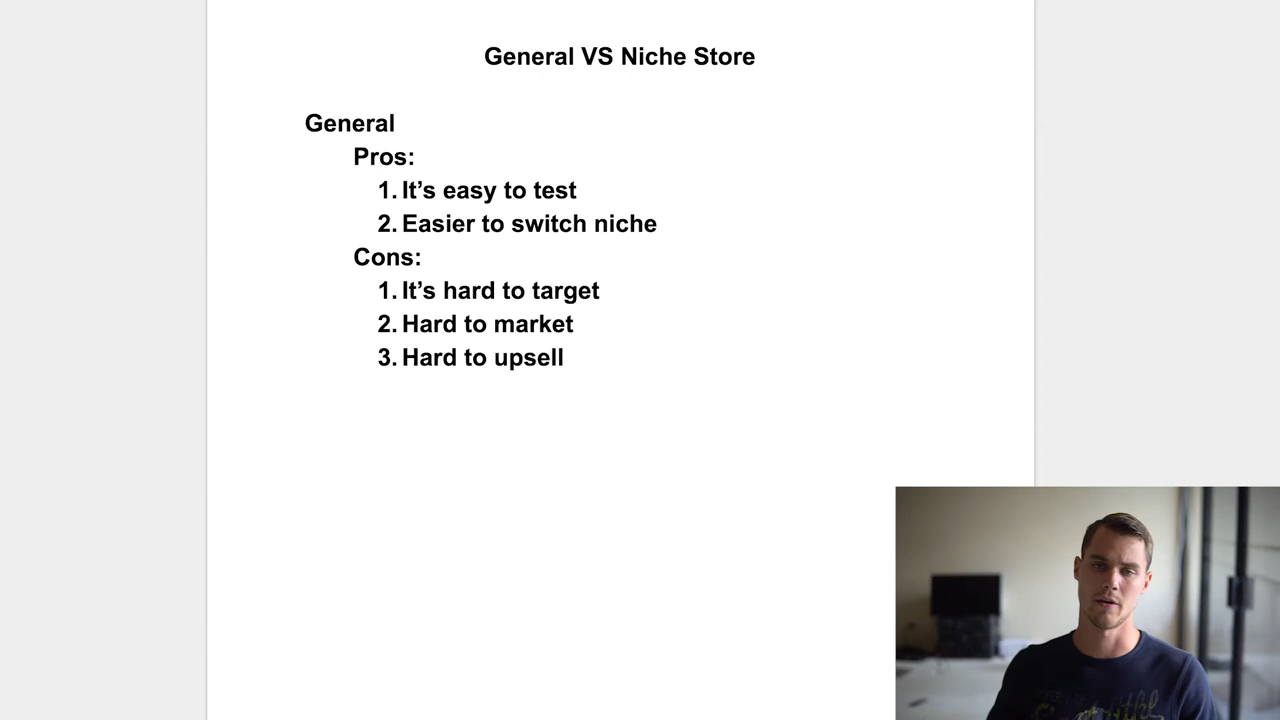 General VS Niche Store
General
Pros:
1. It's easy to test
2. Easier to switch niche
Cons:
1. It's hard to target
2. Hard to market
3. Hard to upsell